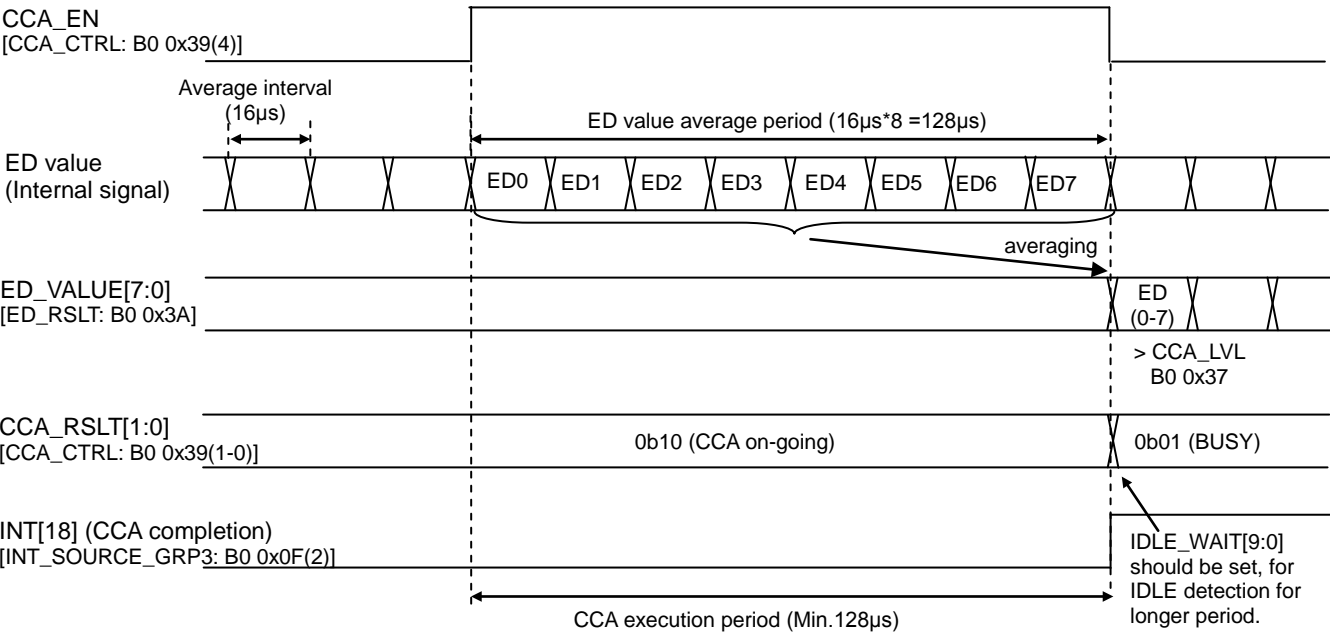 CCA_EN
[CCA_CTRL: B0 0x39(4)]
Average interval
(16µs)
ED value average period (16µs*8 =128µs)
ED value
(Internal signal)
ED0 ED1 ED2 ED3 ED4 ED5 ED6 ED7
averaging
ED_VALUE[7:0]
[ED_RSLT: B0 0x3A]
ED
(0-7)
> CCA_LVL
B0 0x37
CCA_RSLT[1:0]
[CCA_CTRL: B0 0x39(1-0)]
0b10 (CCA on-going)
0b01 (BUSY)
INT[18] (CCA completion)
[INT_SOURCE_GRP3: B0 0x0F(2)]
IDLE_WAIT[9:0]
should be set, for
IDLE detection for
longer period.
CCA execution period (Min.128µs)